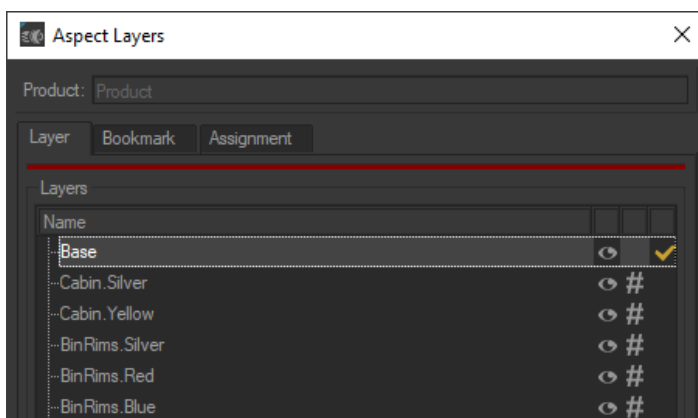 Aspect Layers
Product: Product
Layer Bookmark Assignment
Layers
Name
Base
Cabin.Silver
#
Cabin.Yellow
#
BinRims.Silver
#
BinRims.Red
#
BinRims.Blue
#